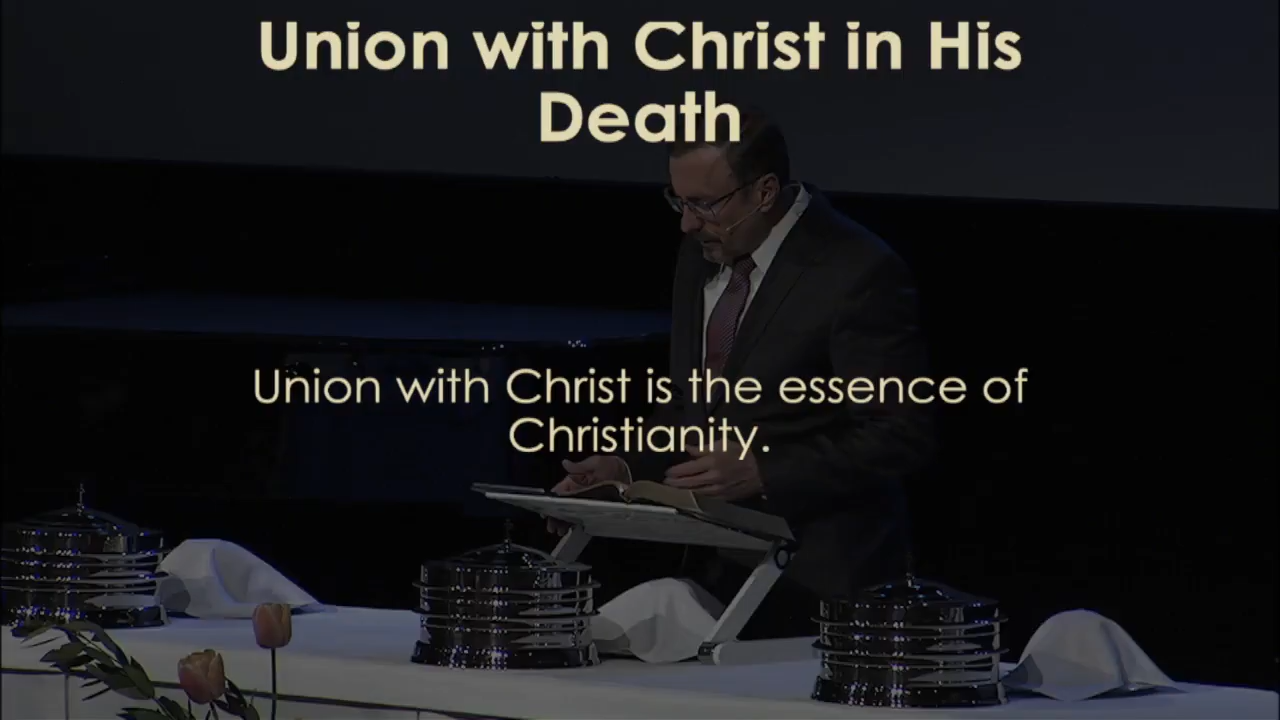 Union with Christ in His
Death
Union with Christ is the essence of
Christianity.